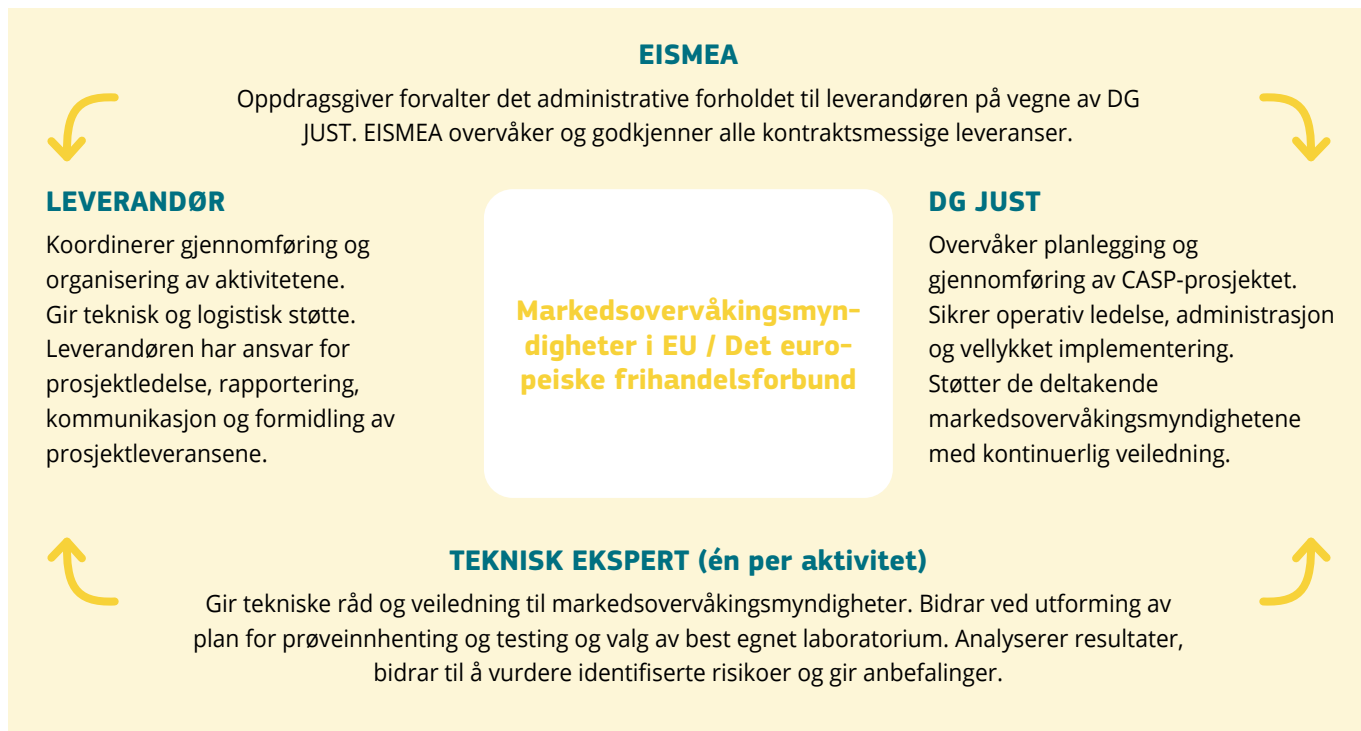 EISMEA
Oppdragsgiver forvalter det administrative forholdet til leverandøren på vegne av DG
JUST. EISMEA overvåker og godkjenner alle kontraktsmessige leveranser.
LEVERANDØR
Koordinerer gjennomføring og
organisering av aktivitetene.
Gir teknisk og logistisk støtte.
Leverandøren har ansvar for
prosjektledelse, rapportering,
kommunikasjon og formidling av
prosjektleveransene.
Markedsovervåkingsmyn-
digheter i EU / Det euro-
peiske frihandelsforbund
DG JUST
Overvåker planlegging og
gjennomføring av CASP-prosjektet.
Sikrer operativ ledelse, administrasjon
og vellykket implementering.
Støtter de deltakende
markedsovervåkingsmyndighetene
med kontinuerlig veiledning.
TEKNISK EKSPERT (én per aktivitet)
Gir tekniske råd og veiledning til markedsovervåkingsmyndigheter. Bidrar ved utforming av
plan for prøveinnhenting og testing og valg av best egnet laboratorium. Analyserer resultater,
bidrar til å vurdere identifiserte risikoer og gir anbefalinger.